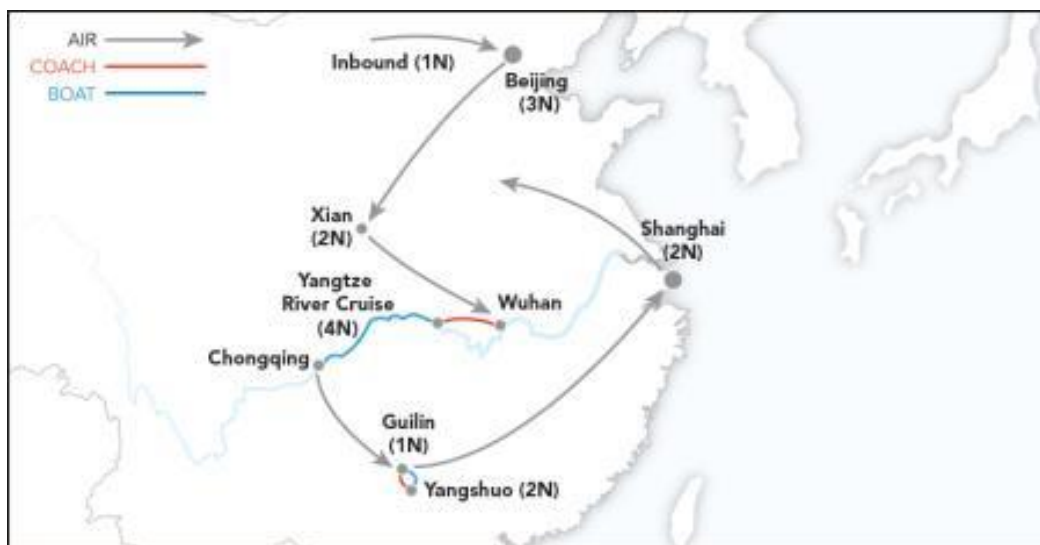 AIR
COACH
BOAT
Inbound (1N)
Beijing
(3N)
Xian
(2N)
Shanghai
(2N)
Yangtze
River Cruise
(4N)
Wuhan
Chongqing
Guilin
(1N)
Yangshuo (2N)